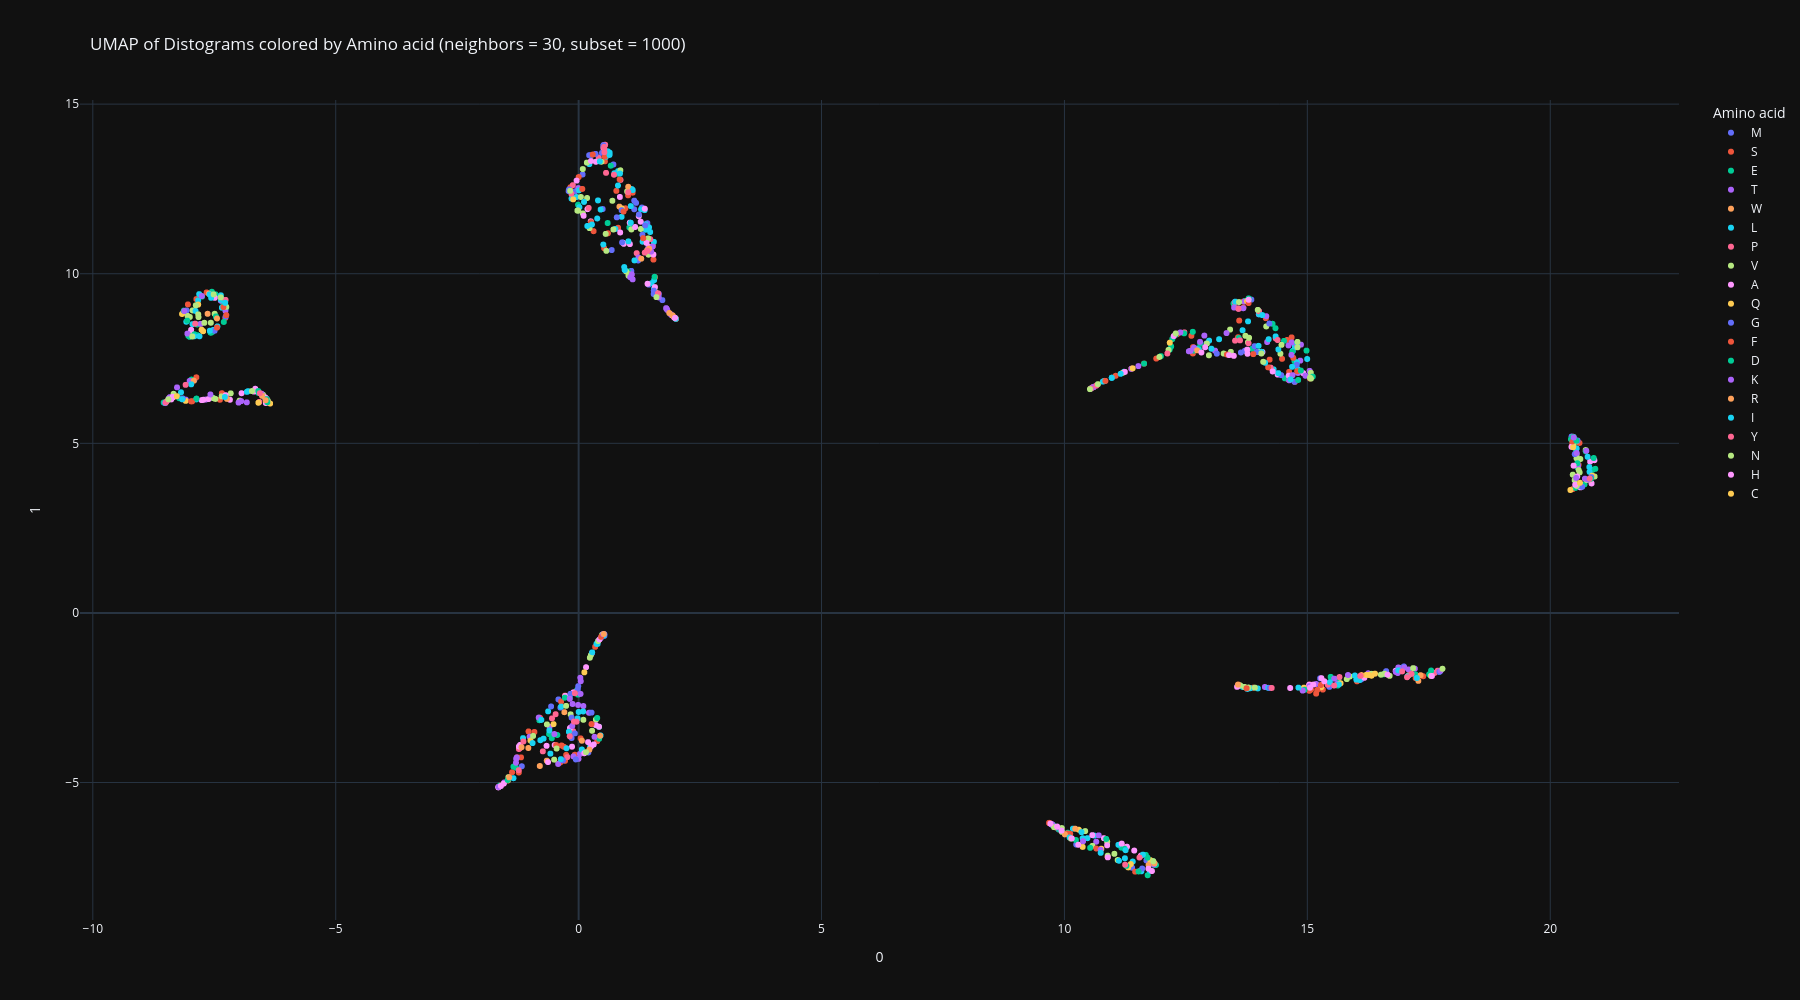 UMAP of Distograms colored by Amino acid (neighbors = 30, subset = 1000)
15
10
5
0
−5
1
−10
−5
0
5
10
15
20
0
Amino acid
M
S
E
T
W
L
P
V
A
Q
G
F
D
K
R
I
Y
N
H
C